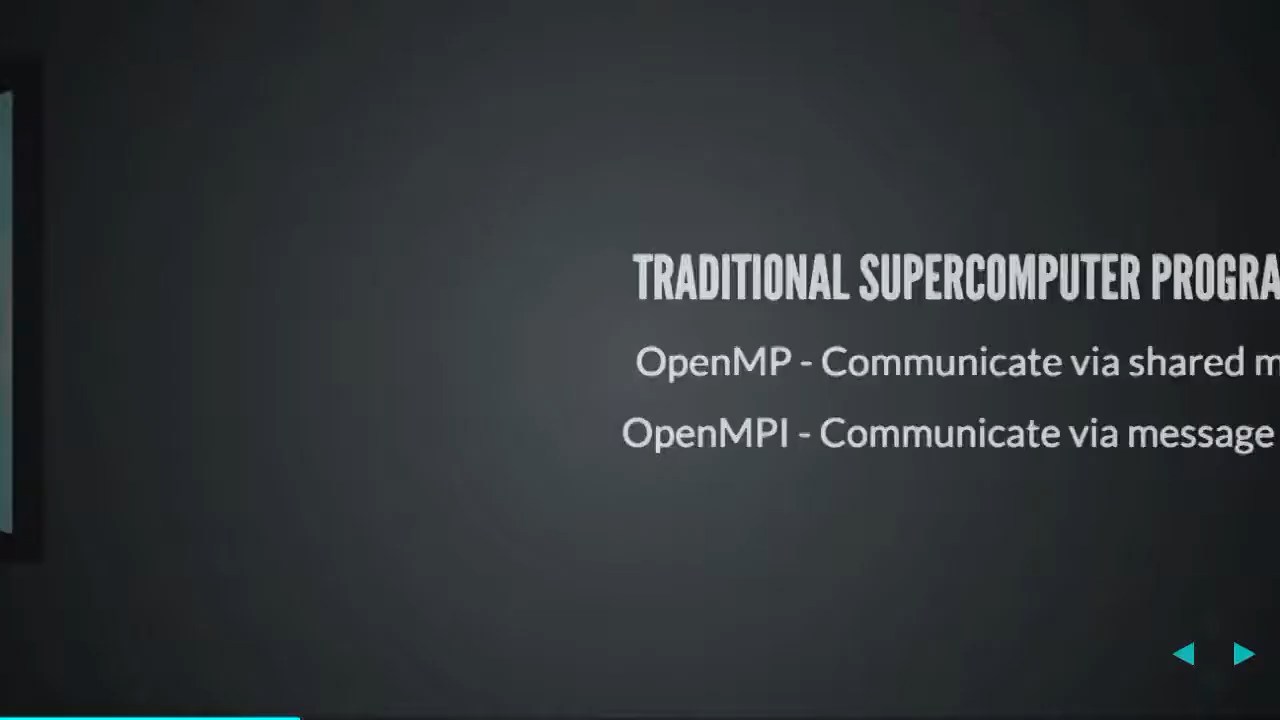 TRADITIONAL SUPERCOMPUTER PROGRA
OpenMP - Communicate via shared m
OpenMPI - Communicate via message